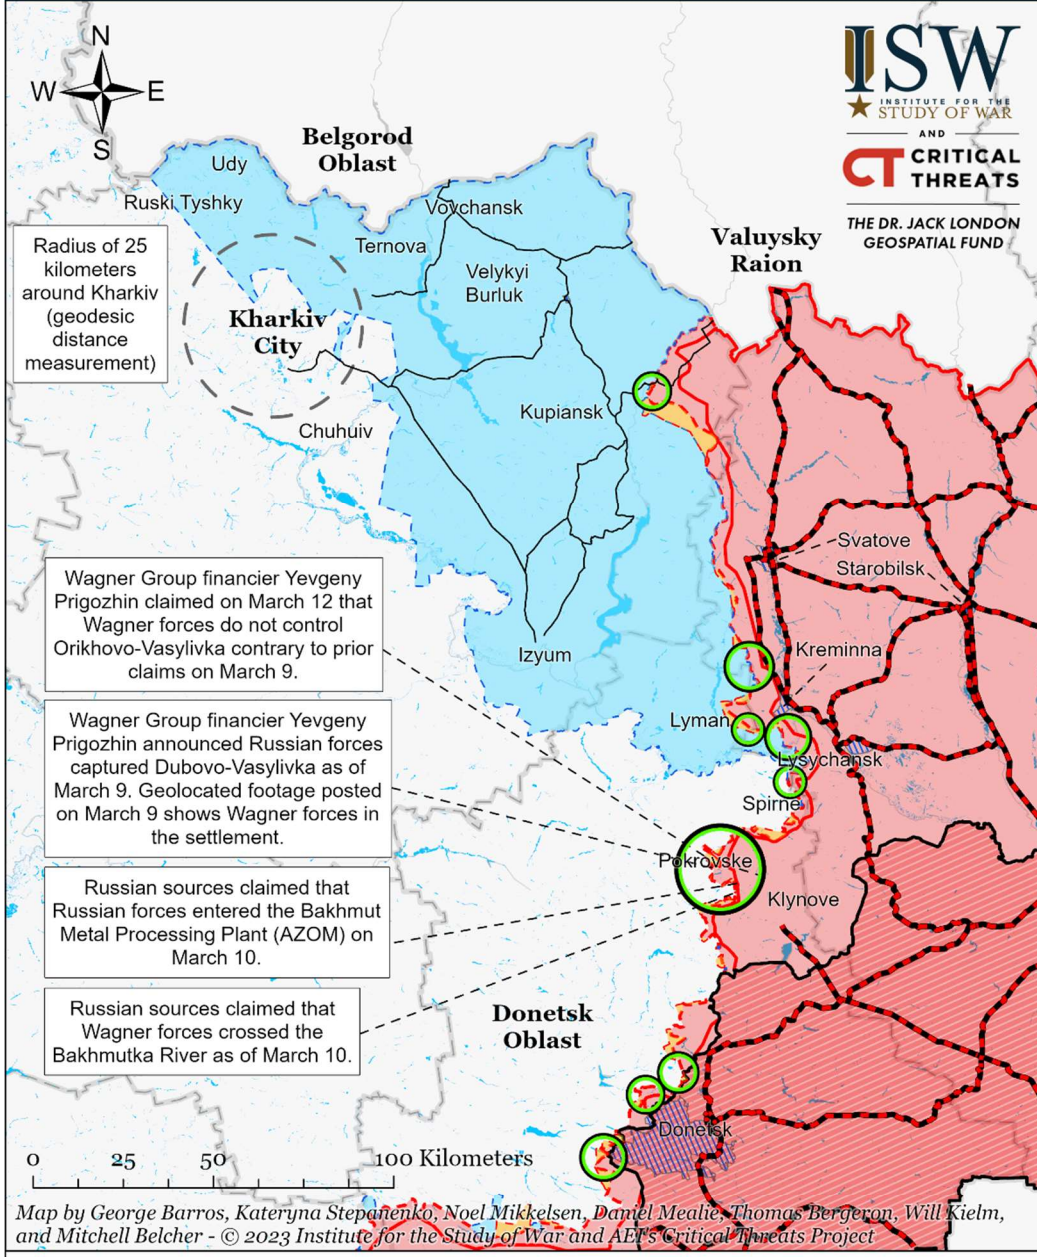 N
W E
S
ISW
INSTITUTE FOR THE
STUDY OF WAR
AND
CT CRITICAL
THREATS
THE DR. JACK LONDON
GEOSPATIAL FUND
Belgorod
Oblast
Udy
Ruski Tyshky
Vovchansk
Ternova
Valuysky
Raion
Velykyi
Burluk
Radius of 25
kilometers
around Kharkiv
(geodesic
distance
measurement)
Kharkiv
City
Kupiansk
Chuhuiv
Svatove
Starobilsk
Wagner Group financier Yevgeny
Prigozhin claimed on March 12 that
Wagner forces do not control
Orikhovo-Vasylivka contrary to prior
claims on March 9.
Izyum
Kreminna
Lyman
Lysychansk
Spirne
Wagner Group financier Yevgeny
Prigozhin announced Russian forces
captured Dubovo-Vasylivka as of
March 9. Geolocated footage posted
on March 9 shows Wagner forces in
the settlement.
Pokrovske
Klynove
Russian sources claimed that
Russian forces entered the Bakhmut
Metal Processing Plant (AZOM) on
March 10.
Russian sources claimed that
Wagner forces crossed the
Bakhmutka River as of March 10.
Donetsk
Oblast
Donetsk
0 25 50 100 Kilometers
Map by George Barros, Kateryna Stepanenko, Noel Mikkelsen, Daniel Mealie, Thomas Bergeron, Will Kielm,
and Mitchell Belcher - © 2023 Institute for the Study of War and AEI's Critical Threats Project